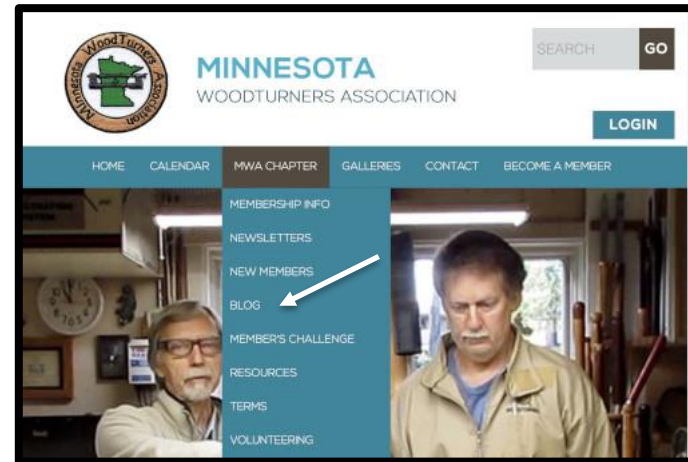 Minnesota WoodTurners Association
MINNESOTA
WOODTURNERS ASSOCIATION
SEARCH
GO
LOGIN
HOME CALENDAR MWA CHAPTER GALLERIES CONTACT BECOME A MEMBER
MEMBERSHIP INFO
NEWSLETTERS
NEW MEMBERS
BLOG
MEMBER'S CHALLENGE
RESOURCES
TERMS
VOLUNTEERING